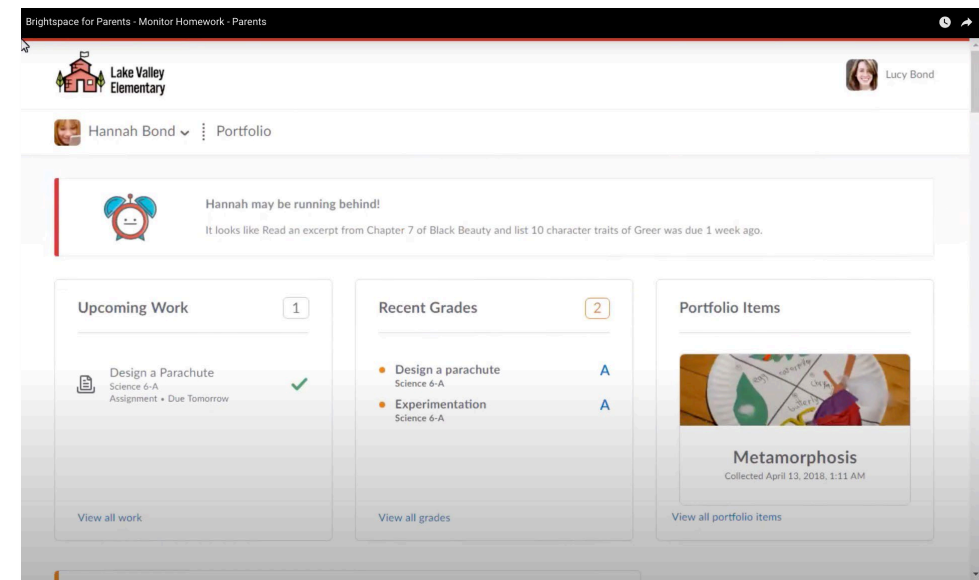 Brightspace for Parents - Monitor Homework - Parents
Lake Valley
Elementary
Lucy Bond
Hannah Bond
Portfolio
Hannah may be running behind!
It looks like Read an excerpt from Chapter 7 of Black Beauty and list 10 character traits of Greer was due 1 week ago.
Upcoming Work
1
Design a Parachute
Science 6-A
Assignment • Due Tomorrow
View all work
Recent Grades
2
Design a parachute
A
Science 6-A
Experimentation
A
Science 6-A
View all grades
Portfolio Items
Metamorphosis
Collected April 13, 2018, 1:11 AM
View all portfolio items